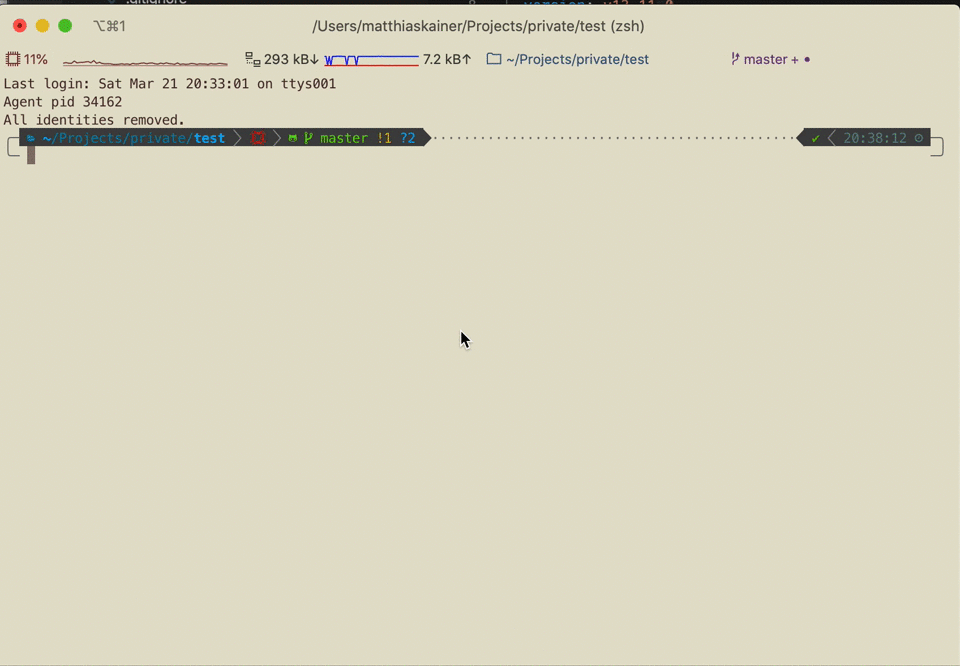 .gitignore
⌥⌘1 /Users/matthiaskainer/Projects/private/test (zsh)
11% 293 kB↓ 7.2 kB↑ ~/Projects/private/test master + •
Last login: Sat Mar 21 20:33:01 on ttys001
Agent pid 34162
All identities removed.
~/Projects/private/test master !1 ?2 ✔ 20:38:12